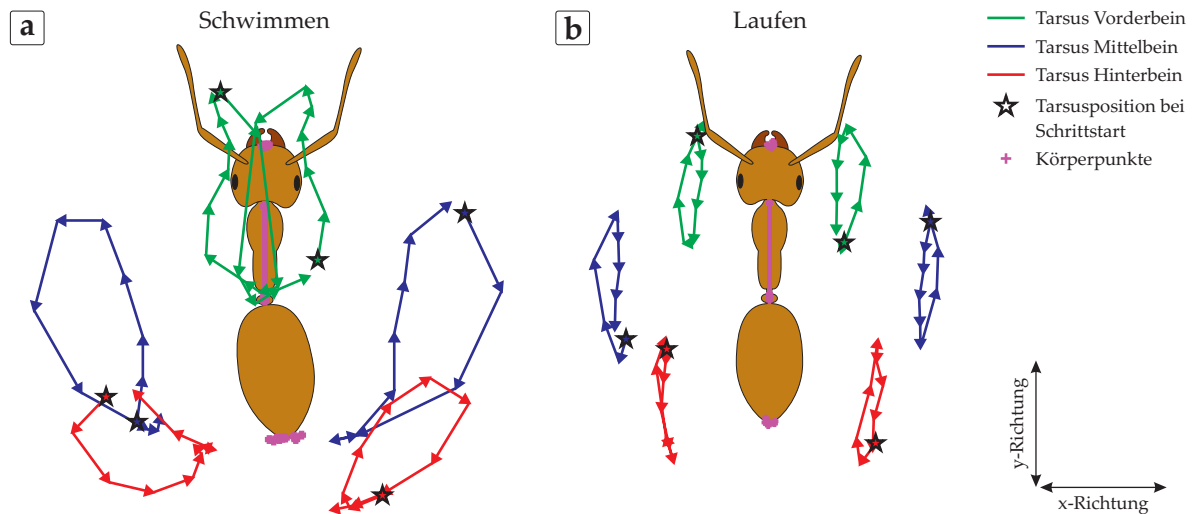 a
Schwimmen
b
Laufen
Tarsus Vorderbein
Tarsus Mittelbein
Tarsus Hinterbein
Tarsusposition bei
Schrittstart
Körperpunkte
y-Richtung
x-Richtung